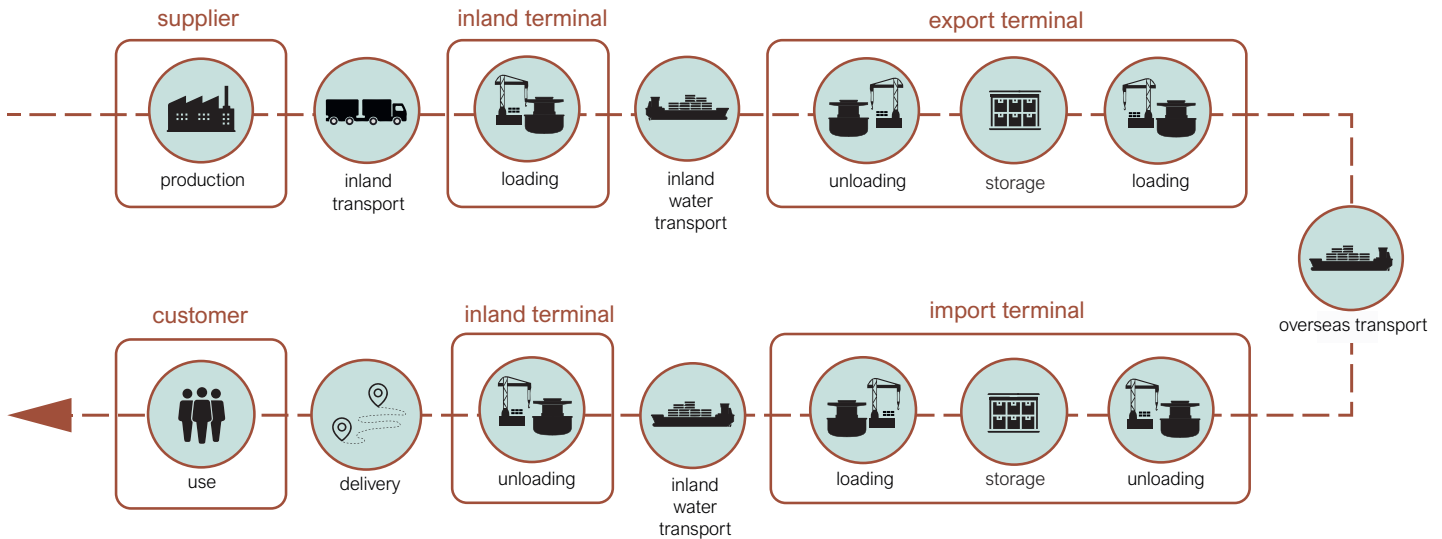 supplier
inland terminal
export terminal
production
inland
transport
loading
inland
water
transport
unloading
storage
loading
overseas transport
customer
inland terminal
import terminal
use
delivery
unloading
inland
water
transport
loading
storage
unloading